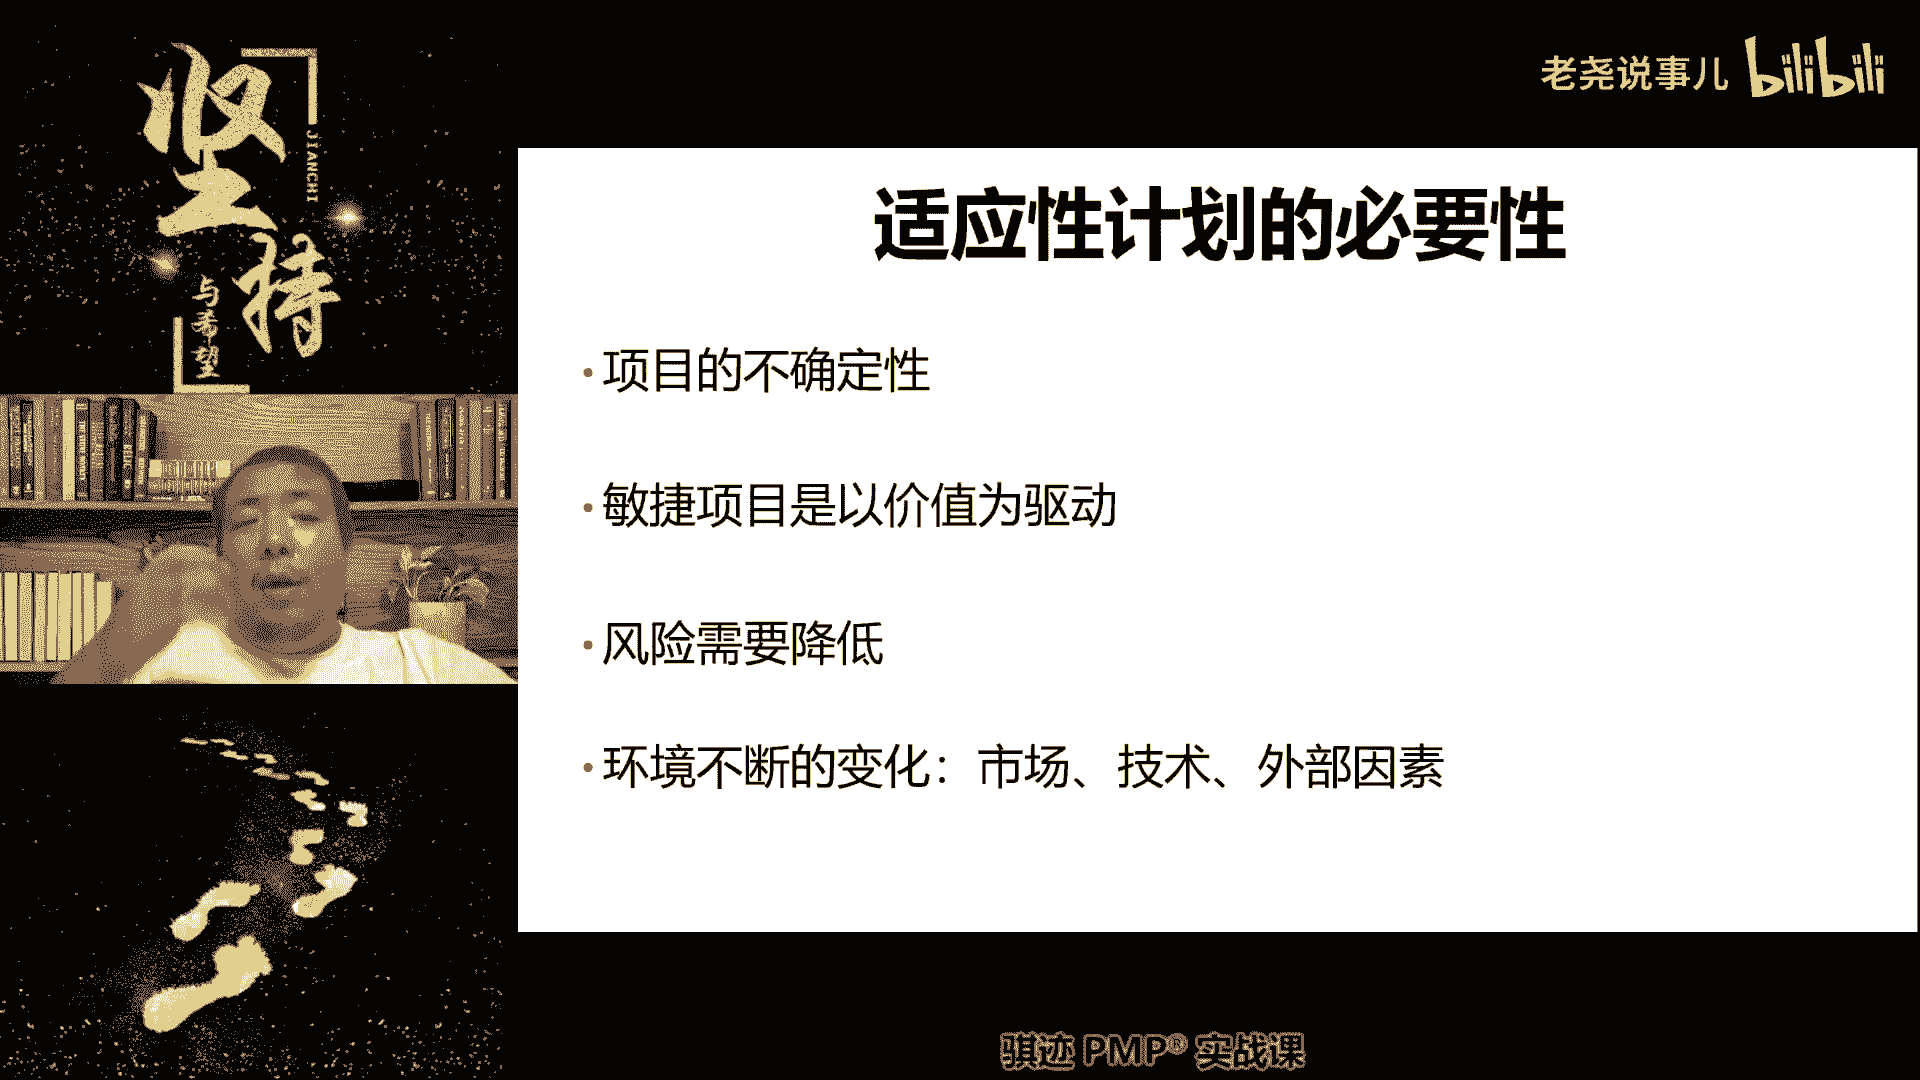 坚持
JIANCHI
与希望
老尧说事儿 bilibili
适应性计划的必要性
•项目的不确定性
•敏捷项目是以价值为驱动
•风险需要降低
•环境不断的变化：市场、技术、外部因素
骐迹 PMP® 实战课